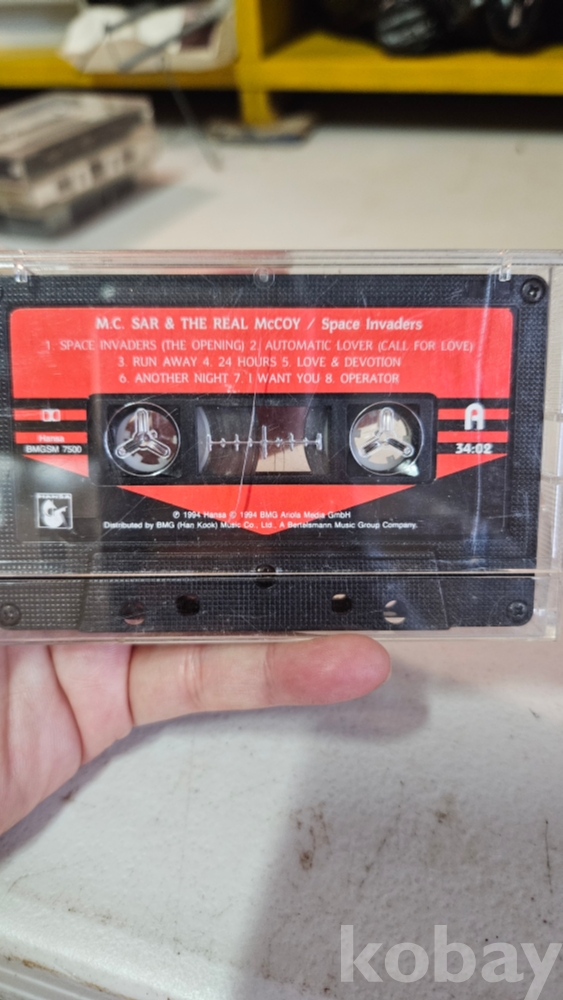 M.C. SAR & THE REAL McCOY / Space Invaders
1. SPACE INVADERS (THE OPENING) 2. AUTOMATIC LOVER (CALL FOR LOVE)
3. RUN AWAY 4. 24 HOURS 5. LOVE & DEVOTION
6. ANOTHER NIGHT 7. I WANT YOU 8. OPERATOR
A
Hansa
BMGSM 7500
34:02
HANSA
℗ 1994 Hansa © 1994 BMG Ariola Media GmbH
Distributed by BMG (Han Kook) Music Co., Ltd., A Bertelsmann Music Group Company.
kobay